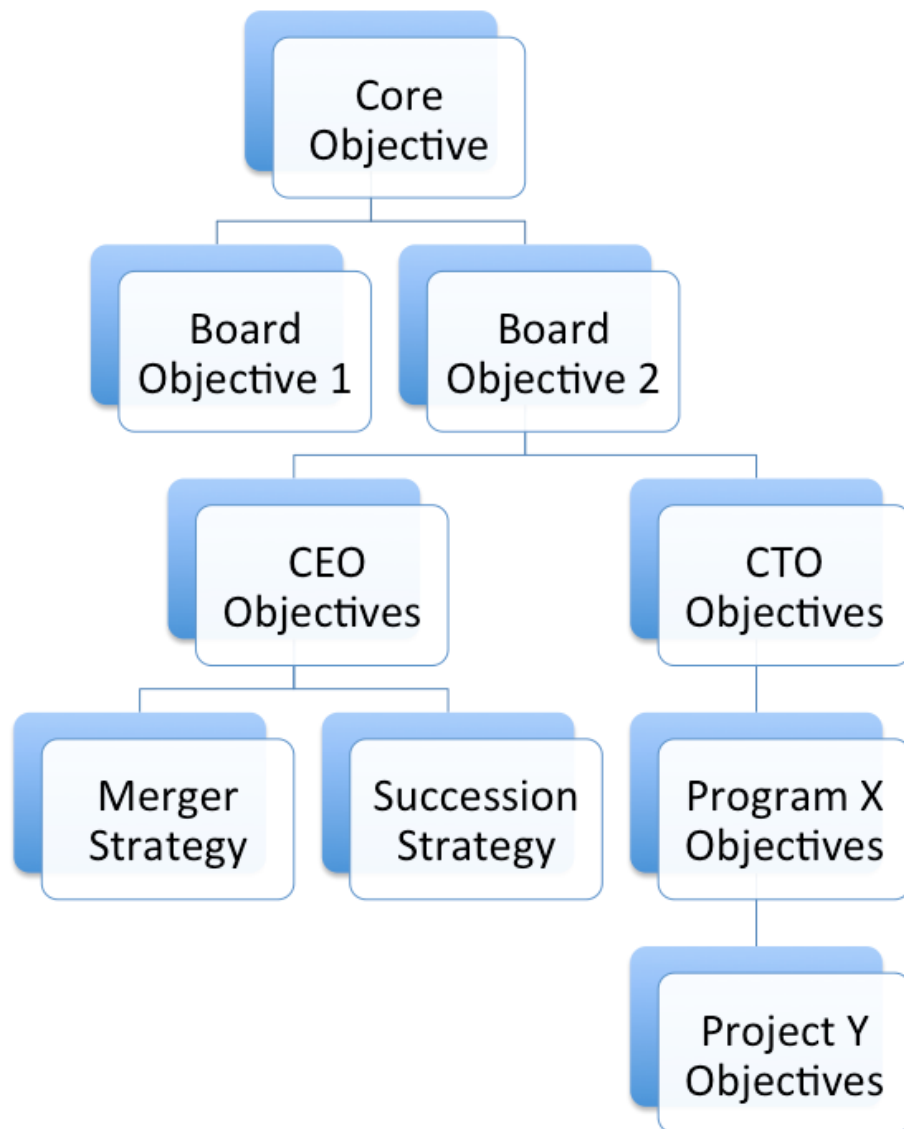 Core
Objective
Board
Objective 1
Board
Objective 2
CEO
Objectives
CTO
Objectives
Merger
Strategy
Succession
Strategy
Program X
Objectives
Project Y
Objectives